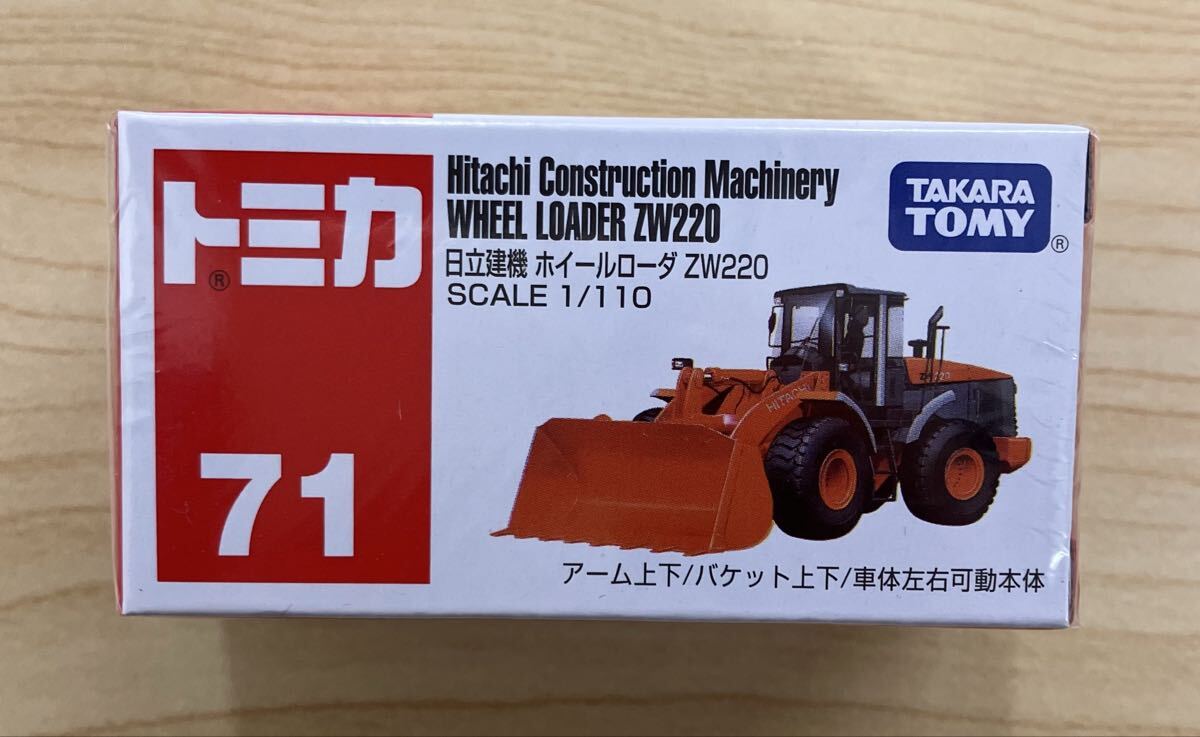 トミカ
®
71
Hitachi Construction Machinery
WHEEL LOADER ZW220
日立建機 ホイールローダ ZW220
SCALE 1/110
TAKARA
TOMY
®
HITACHI
ZW220
アーム上下/バケット上下/車体左右可動本体